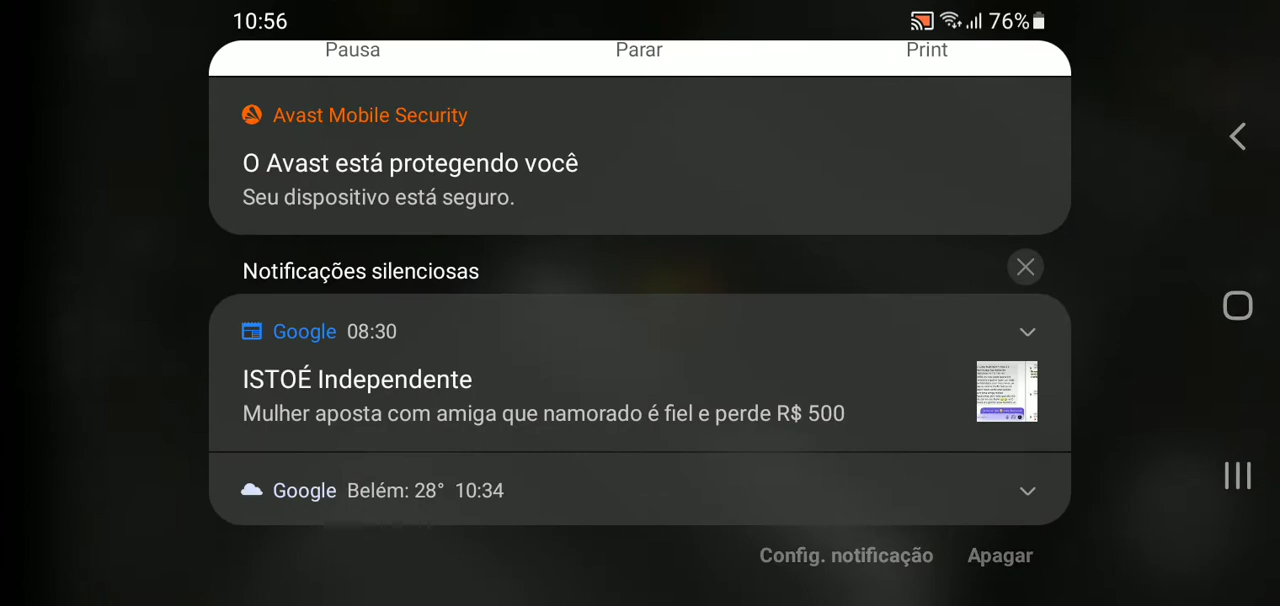 10:56 76%
Pausa Parar Print
Avast Mobile Security
O Avast está protegendo você
Seu dispositivo está seguro.
Notificações silenciosas
Google 08:30
ISTOÉ Independente
Mulher aposta com amiga que namorado é fiel e perde R$ 500
Google Belém: 28° 10:34
Config. notificação Apagar